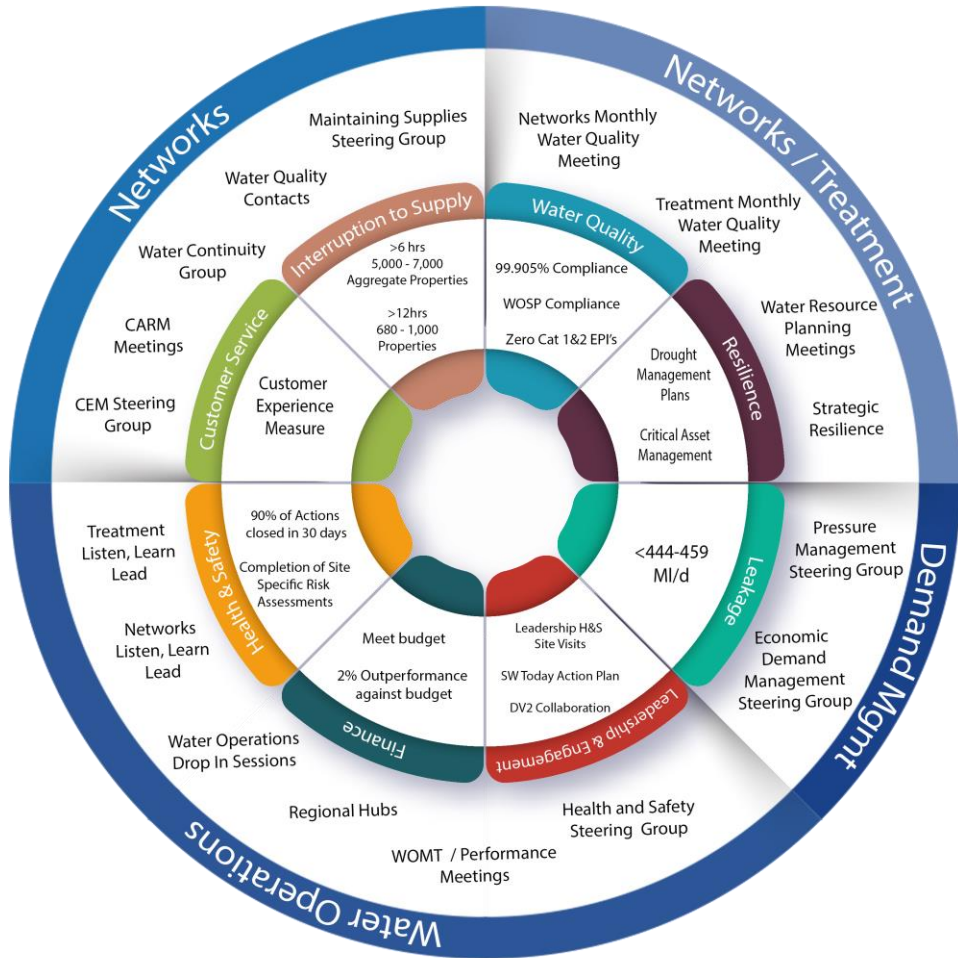 Networks
Networks / Treatment
Demand Mgmt
Water Operations
Maintaining Supplies
Steering Group
Water Quality
Contacts
Water Continuity
Group
CARM
Meetings
CEM Steering
Group
Networks Monthly
Water Quality
Meeting
Treatment Monthly
Water Quality
Meeting
Water Resource
Planning
Meetings
Strategic
Resilience
Pressure
Management
Steering Group
Economic
Demand
Management
Steering Group
Health and Safety
Steering Group
WOMT / Performance
Meetings
Regional Hubs
Water Operations
Drop In Sessions
Networks
Listen, Learn
Lead
Treatment
Listen, Learn
Lead
Interruption to Supply
>6 hrs
5,000 - 7,000
Aggregate Properties
>12hrs
680 - 1,000
Properties
Water Quality
99.905% Compliance
WOSP Compliance
Zero Cat 1&2 EPI's
Resilience
Drought
Management
Plans
Critical Asset
Management
Leakage
<444-459
Ml/d
Leadership & Engagement
Leadership H&S
Site Visits
SW Today Action Plan
DV2 Collaboration
Finance
Meet budget
2% Outperformance
against budget
Health & Safety
90% of Actions
closed in 30 days
Completion of Site
Specific Risk
Assessments
Customer Service
Customer
Experience
Measure